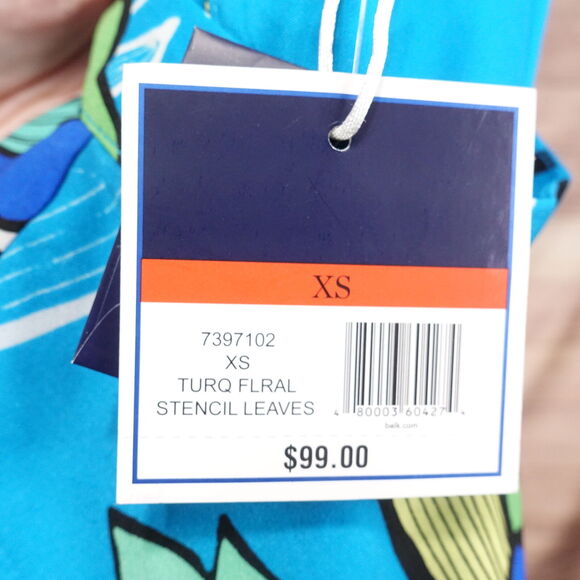 XS
7397102
XS
TURQ FLRAL
STENCIL LEAVES
4 80003 60427 4
belk.com
$99.00